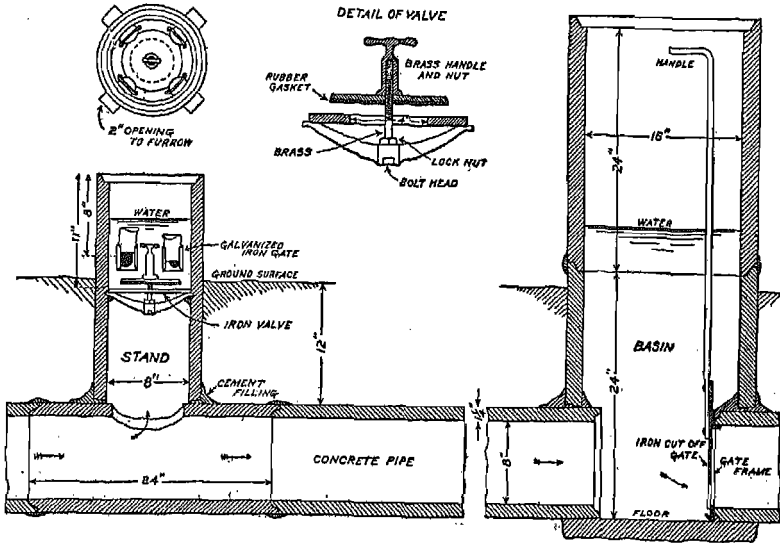 DETAIL OF VALVE
BRASS HANDLE
AND NUT
RUBBER
GASKET
2" OPENING
TO FURROW
BRASS
LOCK NUT
BOLT HEAD
HANDLE
16"
24"
WATER
8"
11"
WATER
GALVANIZED
IRON GATE
GROUND SURFACE
IRON VALVE
STAND
8"
12"
CEMENT
FILLING
BASIN
24"
8"
IRON CUT OFF
GATE
GATE
FRAME
CONCRETE PIPE
24"
FLOOR